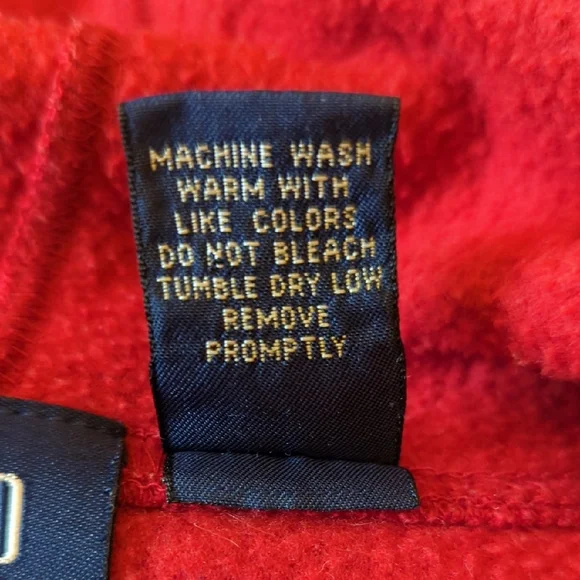 MACHINE WASH
WARM WITH
LIKE COLORS
DO NOT BLEACH
TUMBLE DRY LOW
REMOVE
PROMPTLY